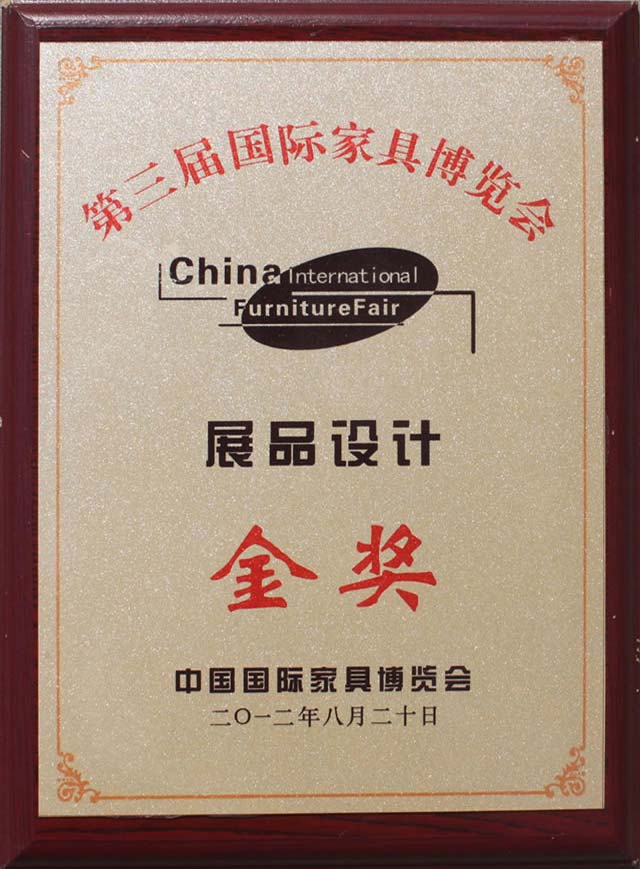 第三届国际家具博览会
China International
FurnitureFair
展品设计
金奖
中国国际家具博览会
二〇一二年八月二十日